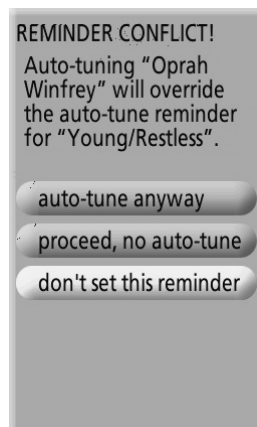 REMINDER CONFLICT!
Auto-tuning “Oprah
Winfrey” will override
the auto-tune reminder
for “Young/Restless”.
auto-tune anyway
proceed, no auto-tune
don't set this reminder